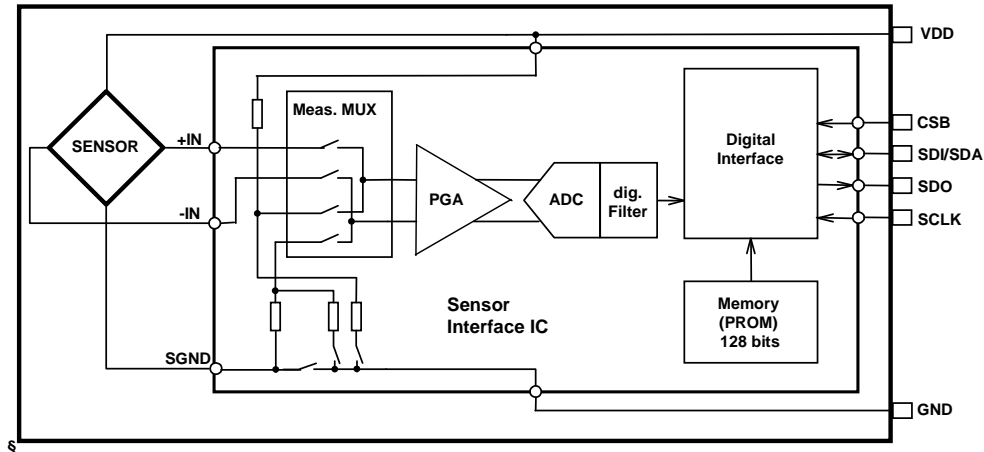 VDD
Meas. MUX
+IN
SENSOR
CSB
Digital
Interface
SDI/SDA
PGA
ADC
dig.
Filter
SDO
-IN
SCLK
Sensor
Interface IC
Memory
(PROM)
128 bits
SGND
GND
§